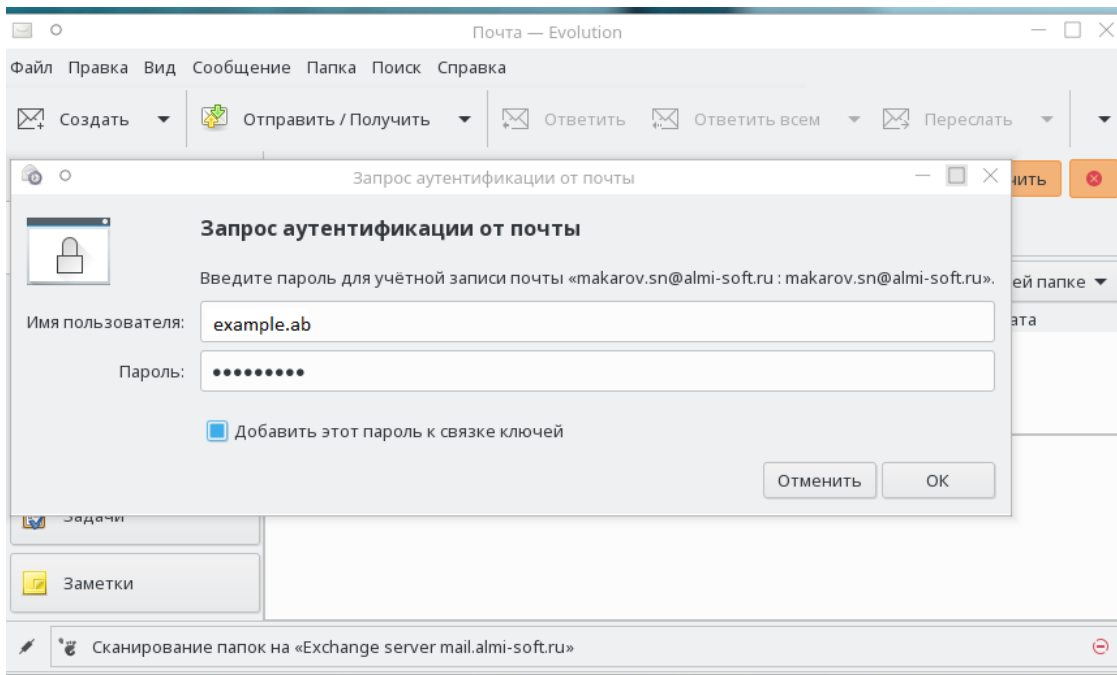 Почта — Evolution
Файл Правка Вид Сообщение Папка Поиск Справка
Создать Отправить / Получить Ответить Ответить всем Переслать
Запрос аутентификации от почты
Запрос аутентификации от почты
Введите пароль для учётной записи почты «makarov.sn@almi-soft.ru : makarov.sn@almi-soft.ru».
ей папке
Имя пользователя: example.ab
ата
Пароль: •••••••••
Добавить этот пароль к связке ключей
Отменить ОК
Задачи
Заметки
Сканирование папок на «Exchange server mail.almi-soft.ru»